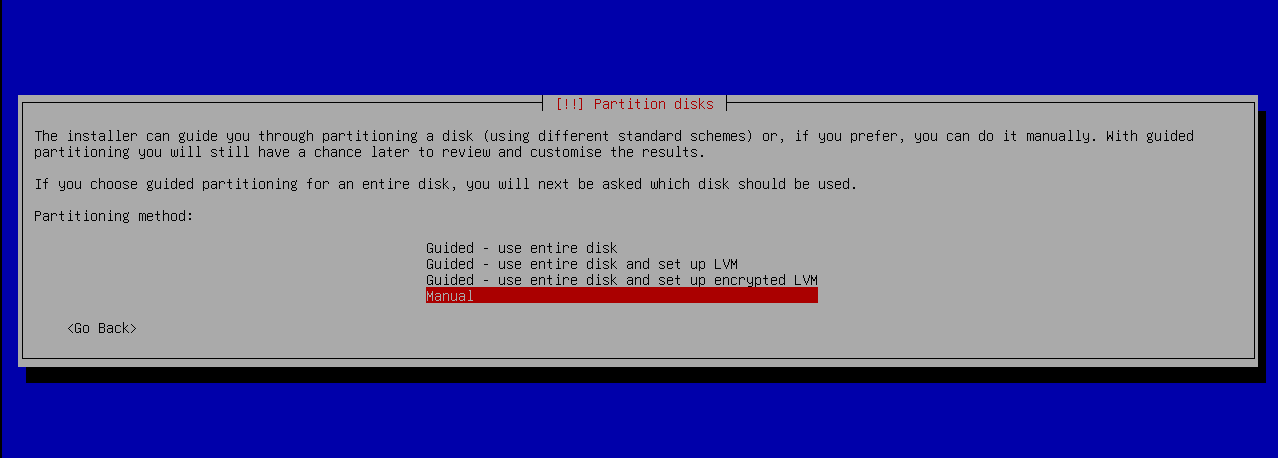 [!!] Partition disks
The installer can guide you through partitioning a disk (using different standard schemes) or, if you prefer, you can do it manually. With guided
partitioning you will still have a chance later to review and customise the results.
If you choose guided partitioning for an entire disk, you will next be asked which disk should be used.
Partitioning method:
Guided - use entire disk
Guided - use entire disk and set up LVM
Guided - use entire disk and set up encrypted LVM
Manual
<Go Back>